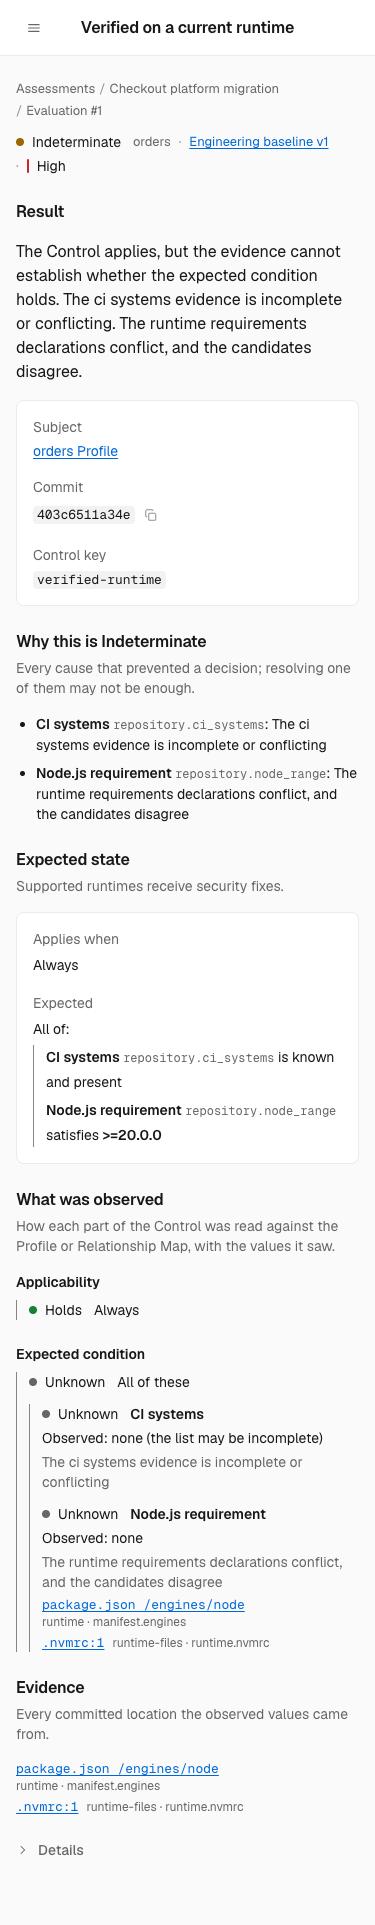 Verified on a current runtime
Assessments / Checkout platform migration
/ Evaluation #1
Indeterminate orders · Engineering baseline v1
· High
Result
The Control applies, but the evidence cannot
establish whether the expected condition
holds. The ci systems evidence is incomplete
or conflicting. The runtime requirements
declarations conflict, and the candidates
disagree.
Subject
orders Profile
Commit
403c6511a34e
Control key
verified-runtime
Why this is Indeterminate
Every cause that prevented a decision; resolving one
of them may not be enough.
• CI systems repository.ci_systems: The ci
systems evidence is incomplete or conflicting
• Node.js requirement repository.node_range: The
runtime requirements declarations conflict, and
the candidates disagree
Expected state
Supported runtimes receive security fixes.
Applies when
Always
Expected
All of:
CI systems repository.ci_systems is known
and present
Node.js requirement repository.node_range
satisfies >=20.0.0
What was observed
How each part of the Control was read against the
Profile or Relationship Map, with the values it saw.
Applicability
Holds Always
Expected condition
Unknown All of these
Unknown CI systems
Observed: none (the list may be incomplete)
The ci systems evidence is incomplete or
conflicting
Unknown Node.js requirement
Observed: none
The runtime requirements declarations conflict,
and the candidates disagree
package.json /engines/node
runtime · manifest.engines
.nvmrc:1 runtime-files · runtime.nvmrc
Evidence
Every committed location the observed values came
from.
package.json /engines/node
runtime · manifest.engines
.nvmrc:1 runtime-files · runtime.nvmrc
Details